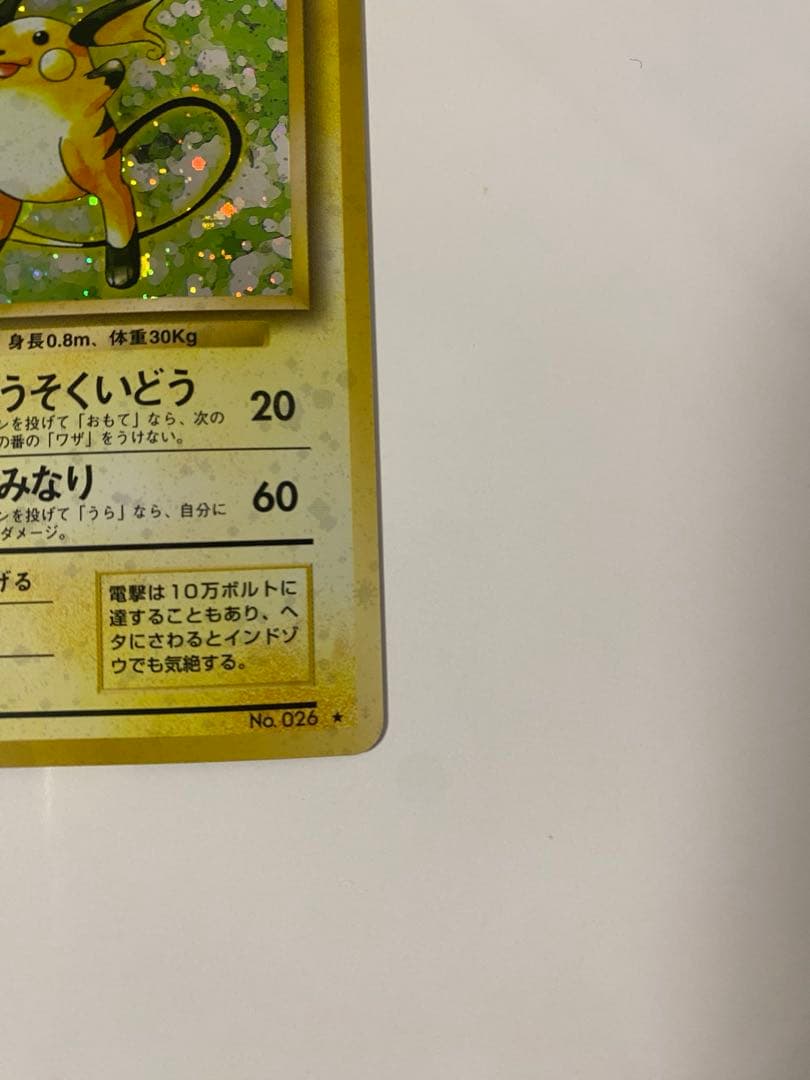 身長0.8m、体重30Kg
うそくいどう 20
ンを投げて「おもて」なら、次の
の番の「ワザ」をうけない。
みなり 60
ンを投げて「うら」なら、自分に
ダメージ。
げる
電撃は10万ボルトに
達することもあり、ヘ
タにさわるとインドゾ
ウでも気絶する。
No. 026 ★